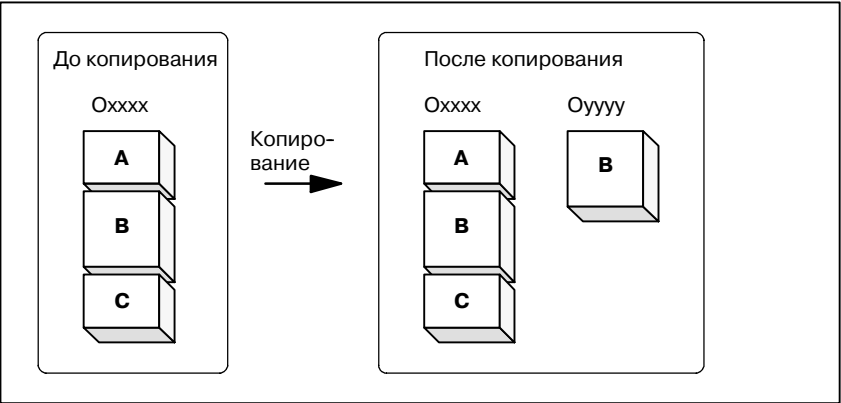 До копирования
Oxxxx
A
B
C
Копиро-
вание
После копирования
Oxxxx
Oyyyy
A
B
C
B